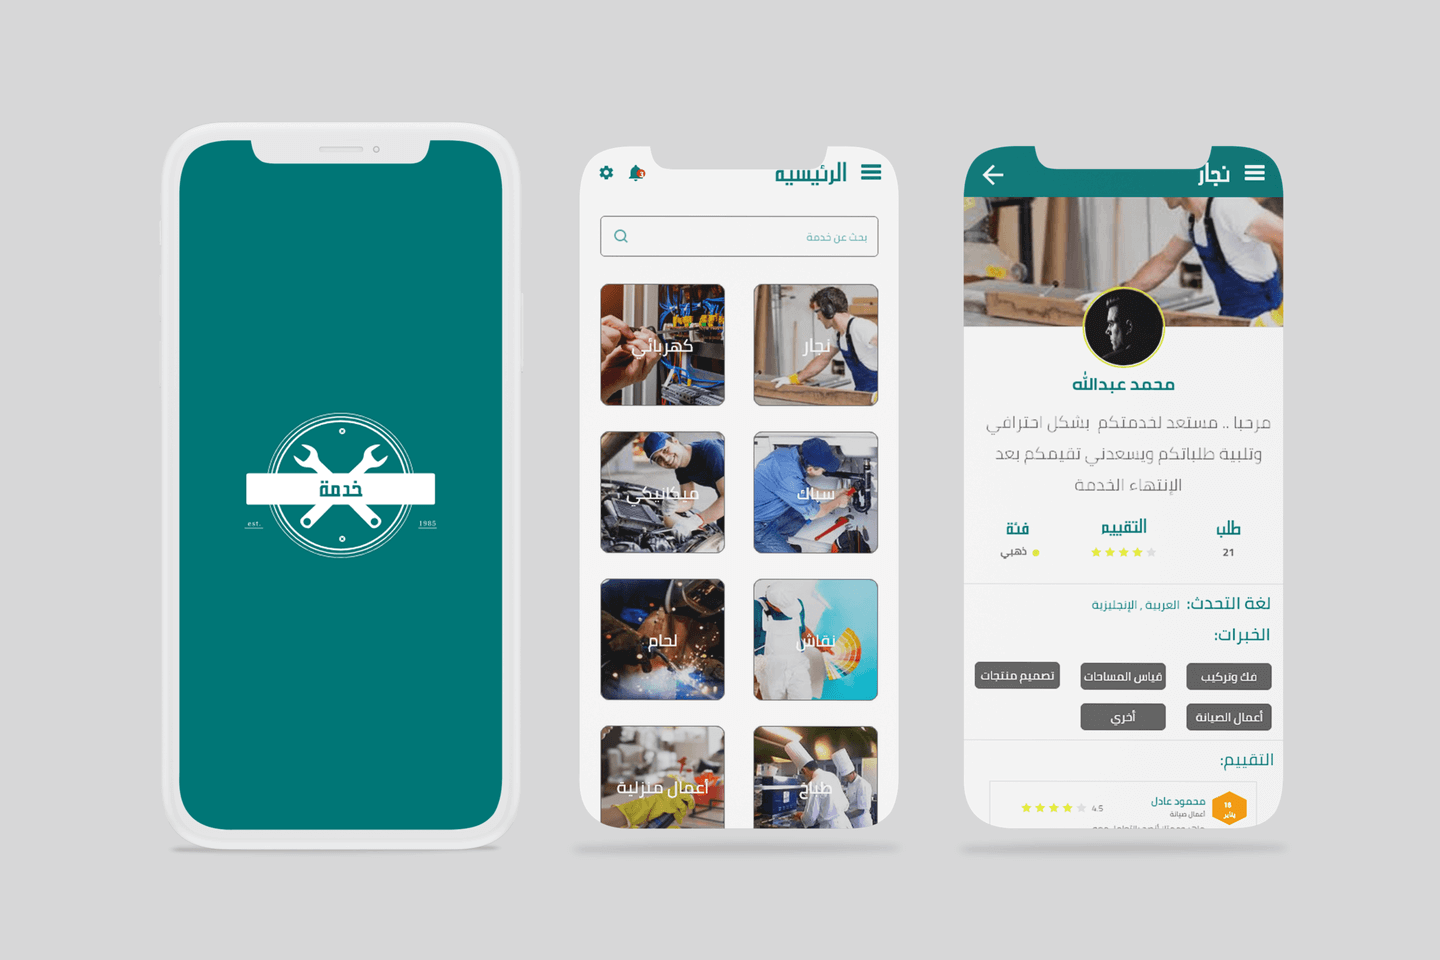 خدمة
est.
1985
الرئيسيه
3
بحث عن خدمة
نجار
كهربائي
سباك
ميكانيكي
نقاش
لحام
طباخ
أعمال منزلية
نجار
محمد عبدالله
مرحبا .. مستعد لخدمتكم بشكل احترافي
وتلبية طلباتكم ويسعدني تقيمكم بعد
الإنتهاء الخدمة
طلب
21
التقييم
فئة
ذهبي
لغة التحدث: العربية , الإنجليزية
الخبرات:
فك وتركيب
قياس المساحات
تصميم منتجات
أعمال الصيانة
أخري
التقييم:
18
يناير
محمود عادل
4.5
أعمال صيانة